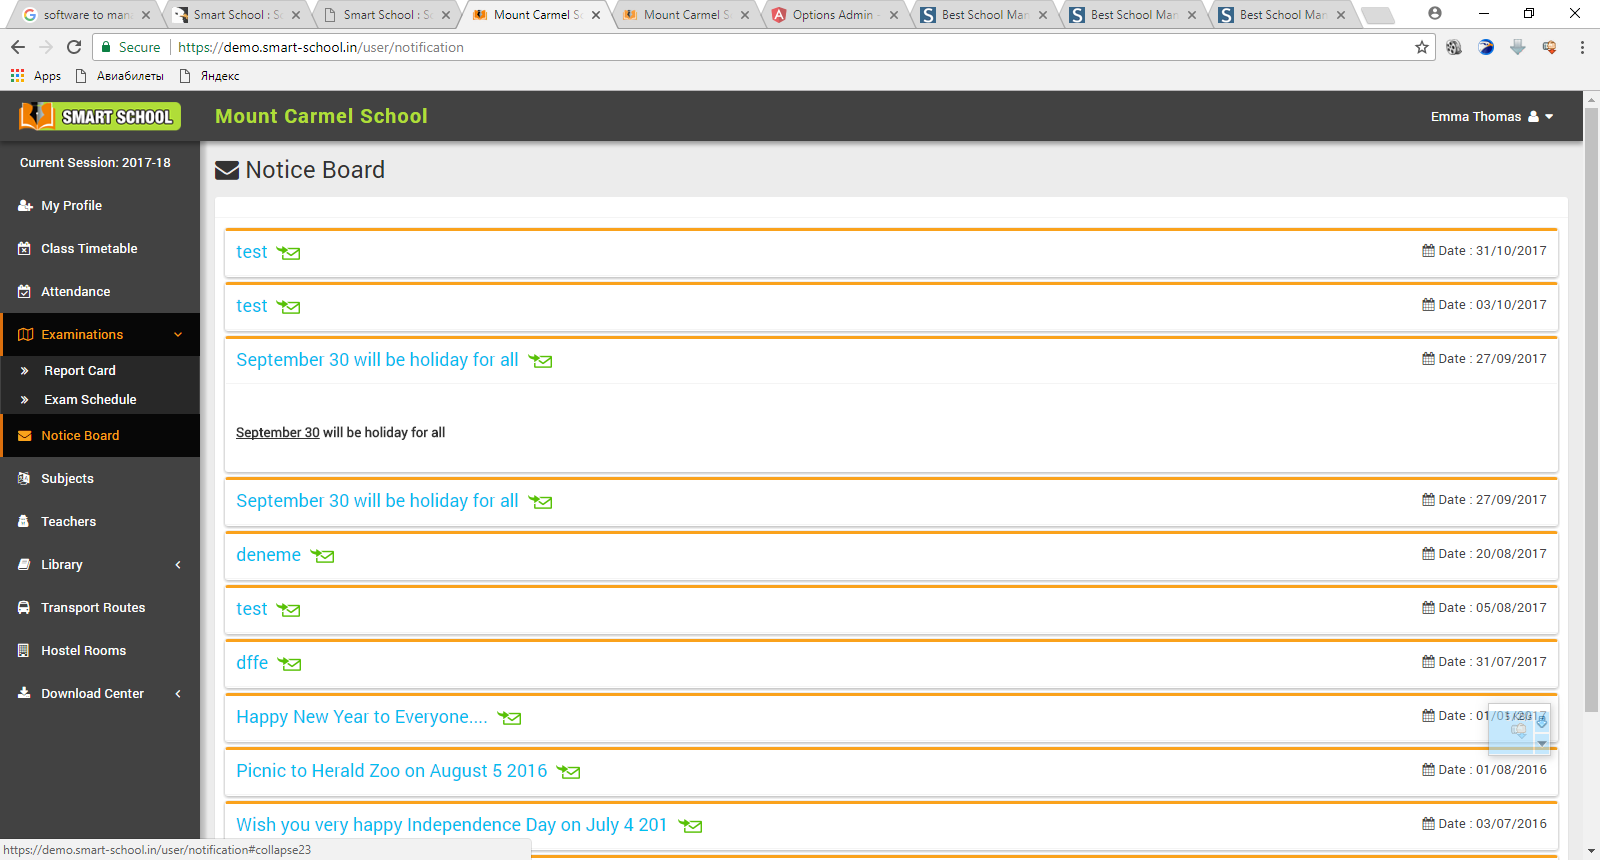 software to mana
Smart School : Sc
Smart School : S
Mount Carmel Sc
Mount Carmel S
Options Admin -
Best School Man
Best School Man
Best School Man
Secure https://demo.smart-school.in/user/notification
Apps Авиабилеты Яндекс
SMART SCHOOL
Mount Carmel School
Emma Thomas
Current Session: 2017-18
My Profile
Class Timetable
Attendance
Examinations
Report Card
Exam Schedule
Notice Board
Subjects
Teachers
Library
Transport Routes
Hostel Rooms
Download Center
Notice Board
test Date : 31/10/2017
test Date : 03/10/2017
September 30 will be holiday for all Date : 27/09/2017
September 30 will be holiday for all
September 30 will be holiday for all Date : 27/09/2017
deneme Date : 20/08/2017
test Date : 05/08/2017
dffe Date : 31/07/2017
Happy New Year to Everyone.... Date : 01/01/2017
Picnic to Herald Zoo on August 5 2016 Date : 01/08/2016
Wish you very happy Independence Day on July 4 201 Date : 03/07/2016
https://demo.smart-school.in/user/notification#collapse23